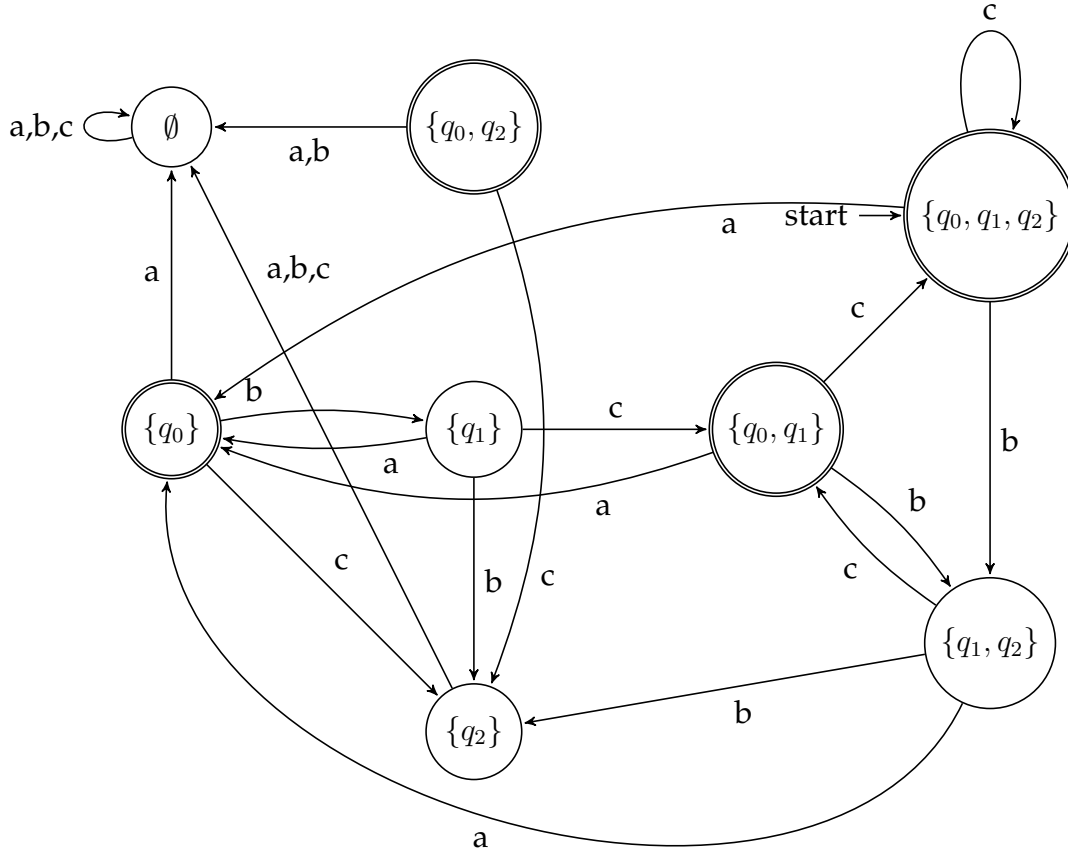 c
a,b,c
∅
a,b
{q₀, q₂}
start
{q₀, q₁, q₂}
a
a
a,b,c
c
b
{q₀}
{q₁}
c
{q₀, q₁}
b
a
a
b
c
b
c
c
{q₁, q₂}
{q₂}
b
a